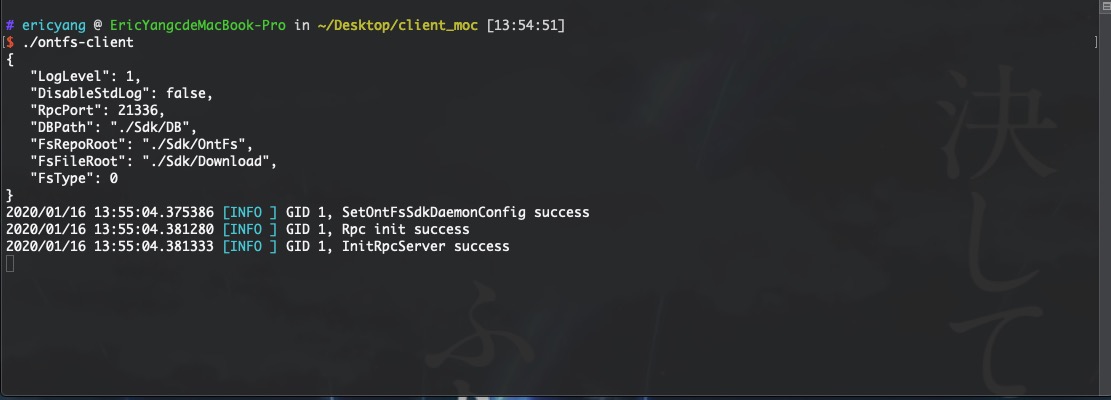 # ericyang @ EricYangcdeMacBook-Pro in ~/Desktop/client_moc [13:54:51]
[$ ./ontfs-client ]
{
   "LogLevel": 1,
   "DisableStdLog": false,
   "RpcPort": 21336,
   "DBPath": "./Sdk/DB",
   "FsRepoRoot": "./Sdk/OntFs",
   "FsFileRoot": "./Sdk/Download",
   "FsType": 0
}
2020/01/16 13:55:04.375386 [INFO ] GID 1, SetOntFsSdkDaemonConfig success
2020/01/16 13:55:04.381280 [INFO ] GID 1, Rpc init success
2020/01/16 13:55:04.381333 [INFO ] GID 1, InitRpcServer success
決して
ふ